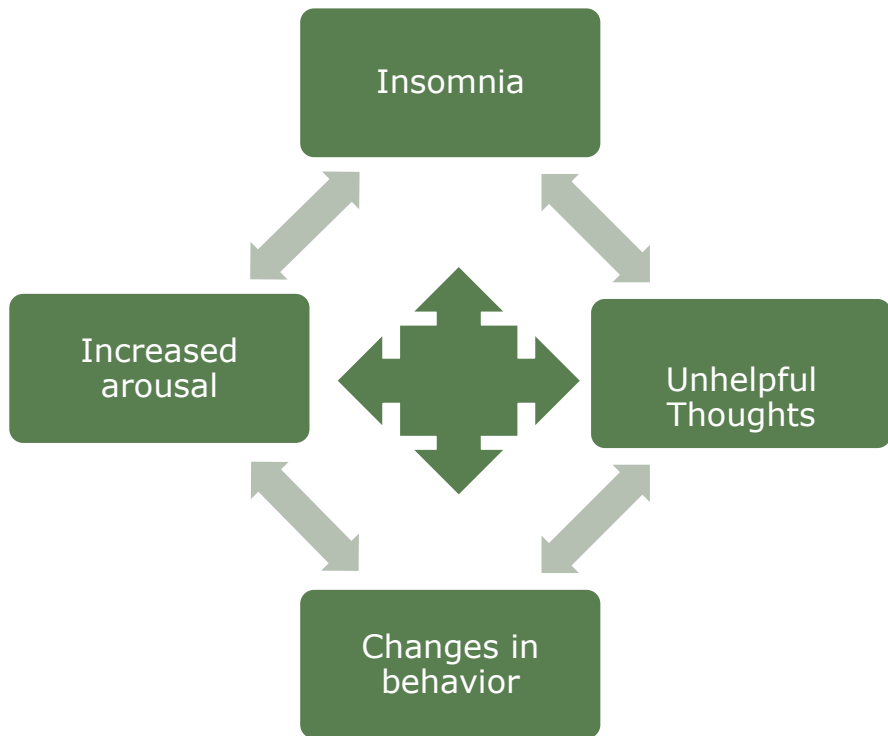 Insomnia
Increased
arousal
Unhelpful
Thoughts
Changes in
behavior